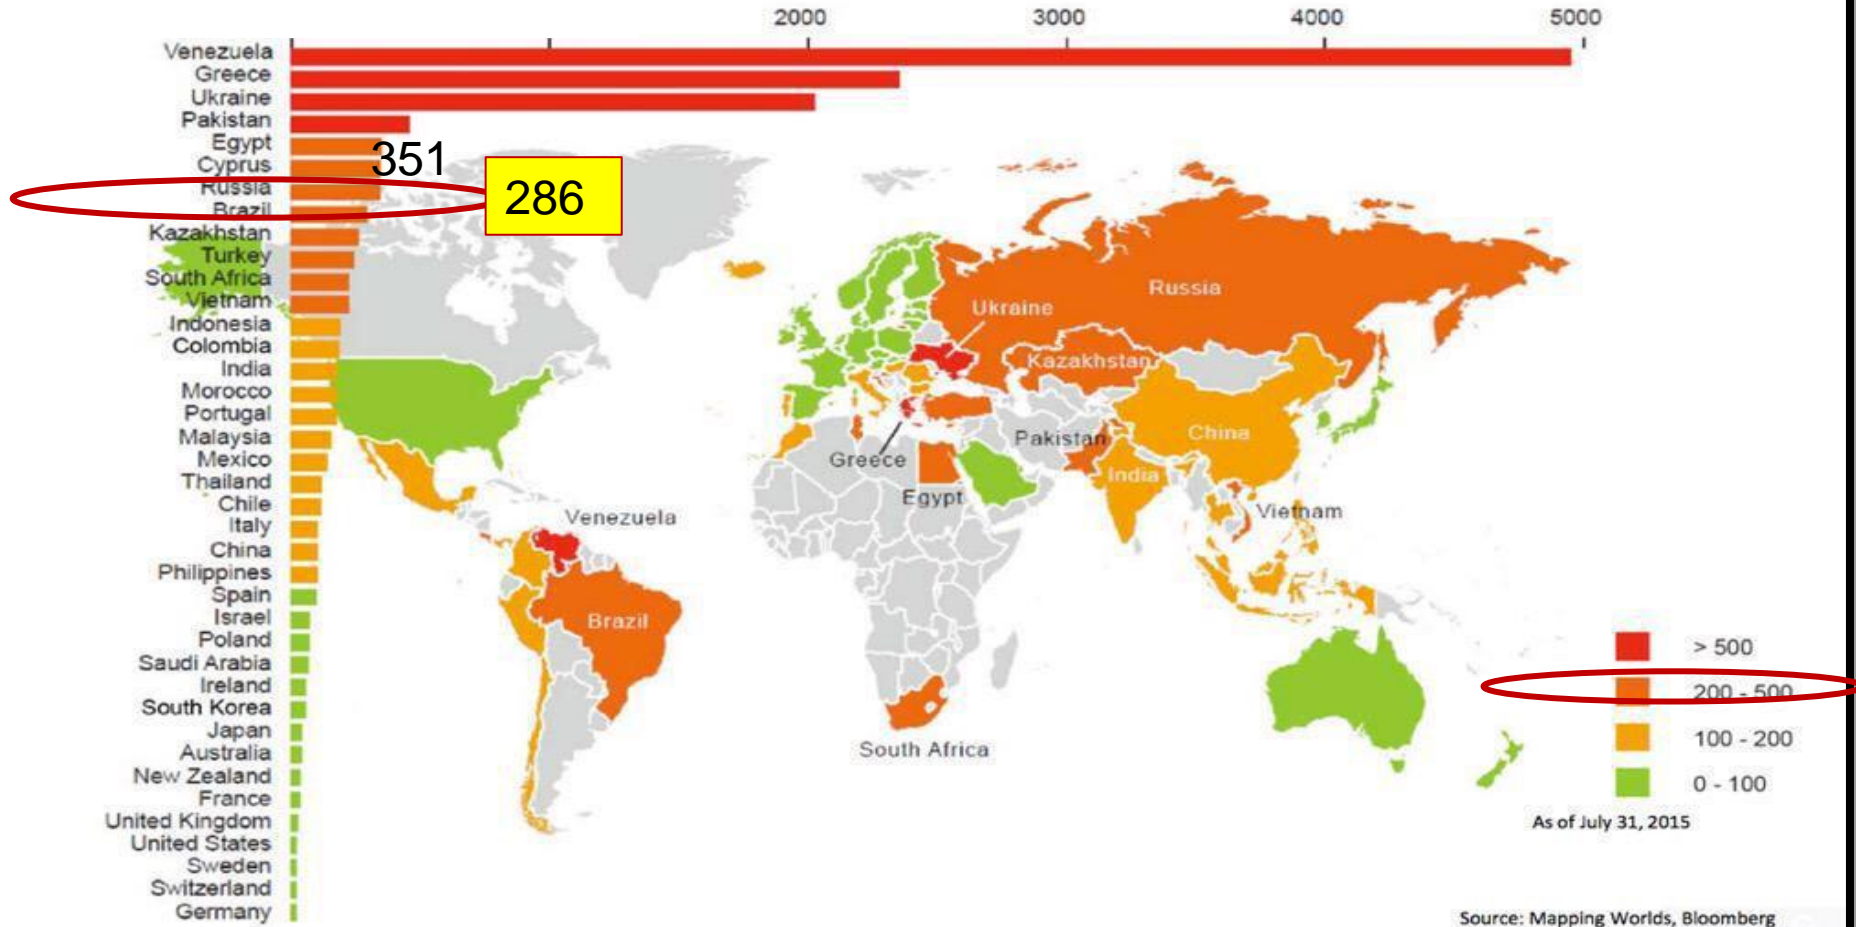 2000 3000 4000 5000
Venezuela
Greece
Ukraine
Pakistan
Egypt
Cyprus
351
Russia
286
Brazil
Kazakhstan
Turkey
South Africa
Vietnam
Indonesia
Colombia
India
Morocco
Portugal
Malaysia
Mexico
Thailand
Chile
Italy
China
Philippines
Spain
Israel
Poland
Saudi Arabia
Ireland
South Korea
Japan
Australia
New Zealand
France
United Kingdom
United States
Sweden
Switzerland
Germany
Russia
Ukraine
Kazakhstan
China
Pakistan
Greece
India
Egypt
Vietnam
Venezuela
Brazil
South Africa
> 500
200 - 500
100 - 200
0 - 100
As of July 31, 2015
Source: Mapping Worlds, Bloomberg